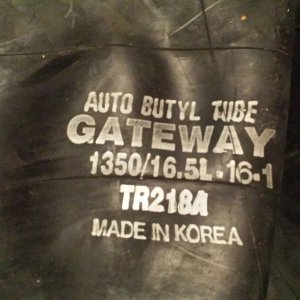 AUTO BUTYL TUBE
GATEWAY
1350/16.5L-16-1
TR218A
MADE IN KOREA